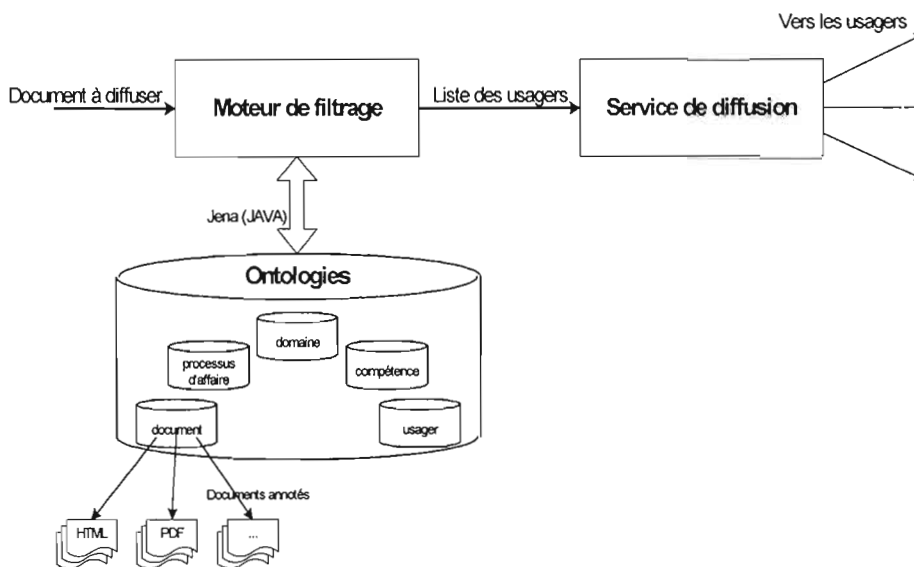 Vers les usagers
Document à diffuser
Moteur de filtrage
Liste des usagers
Service de diffusion
Jena (JAVA)
Ontologies
domaine
processus
d'affaire
compétence
document
usager
Documents annotés
HTML
PDF
...